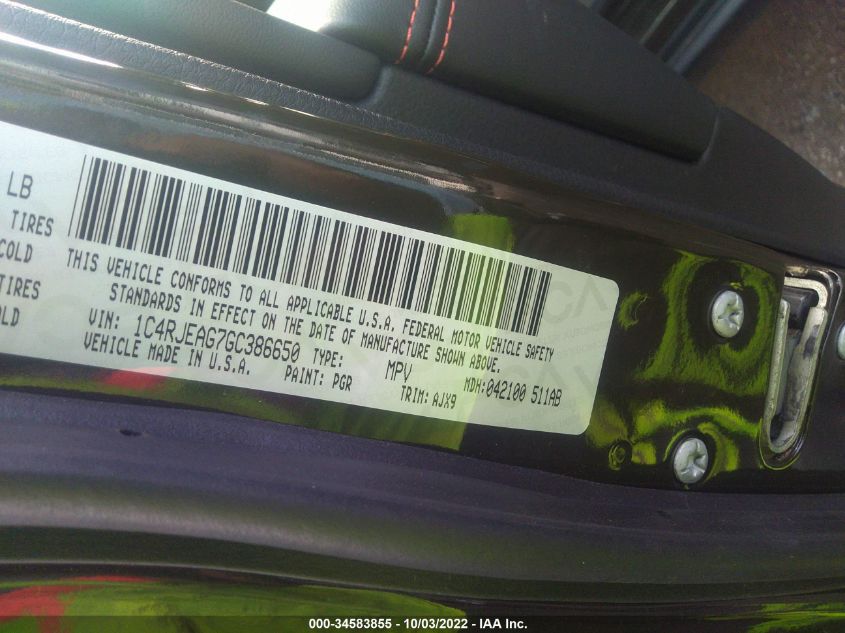 LB
TIRES
COLD
TIRES
OLD
THIS VEHICLE CONFORMS TO ALL APPLICABLE U.S.A. FEDERAL MOTOR VEHICLE SAFETY
STANDARDS IN EFFECT ON THE DATE OF MANUFACTURE SHOWN ABOVE.
VIN: 1C4RJEAG7GC386650 TYPE: MPV MDH:042100 511AB
VEHICLE MADE IN U.S.A. PAINT: PGR TRIM: AJX9
000-34583855 - 10/03/2022 - IAA Inc.